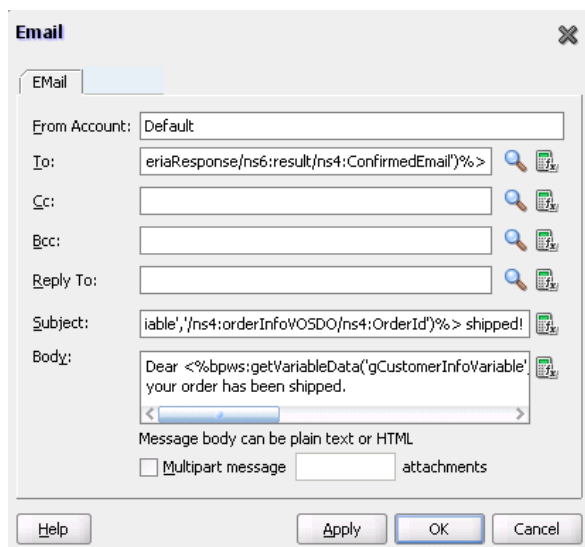 Email
EMail
From Account: Default
To: eriaResponse/ns6:result/ns4:ConfirmedEmail')%>
Cc:
Bcc:
Reply To:
Subject: iable','/ns4:orderInfoVOSDO/ns4:OrderId')%> shipped!
Body: Dear <%bpws:getVariableData('gCustomerInfoVariable'
your order has been shipped.
Message body can be plain text or HTML
Multipart message attachments
Help Apply OK Cancel